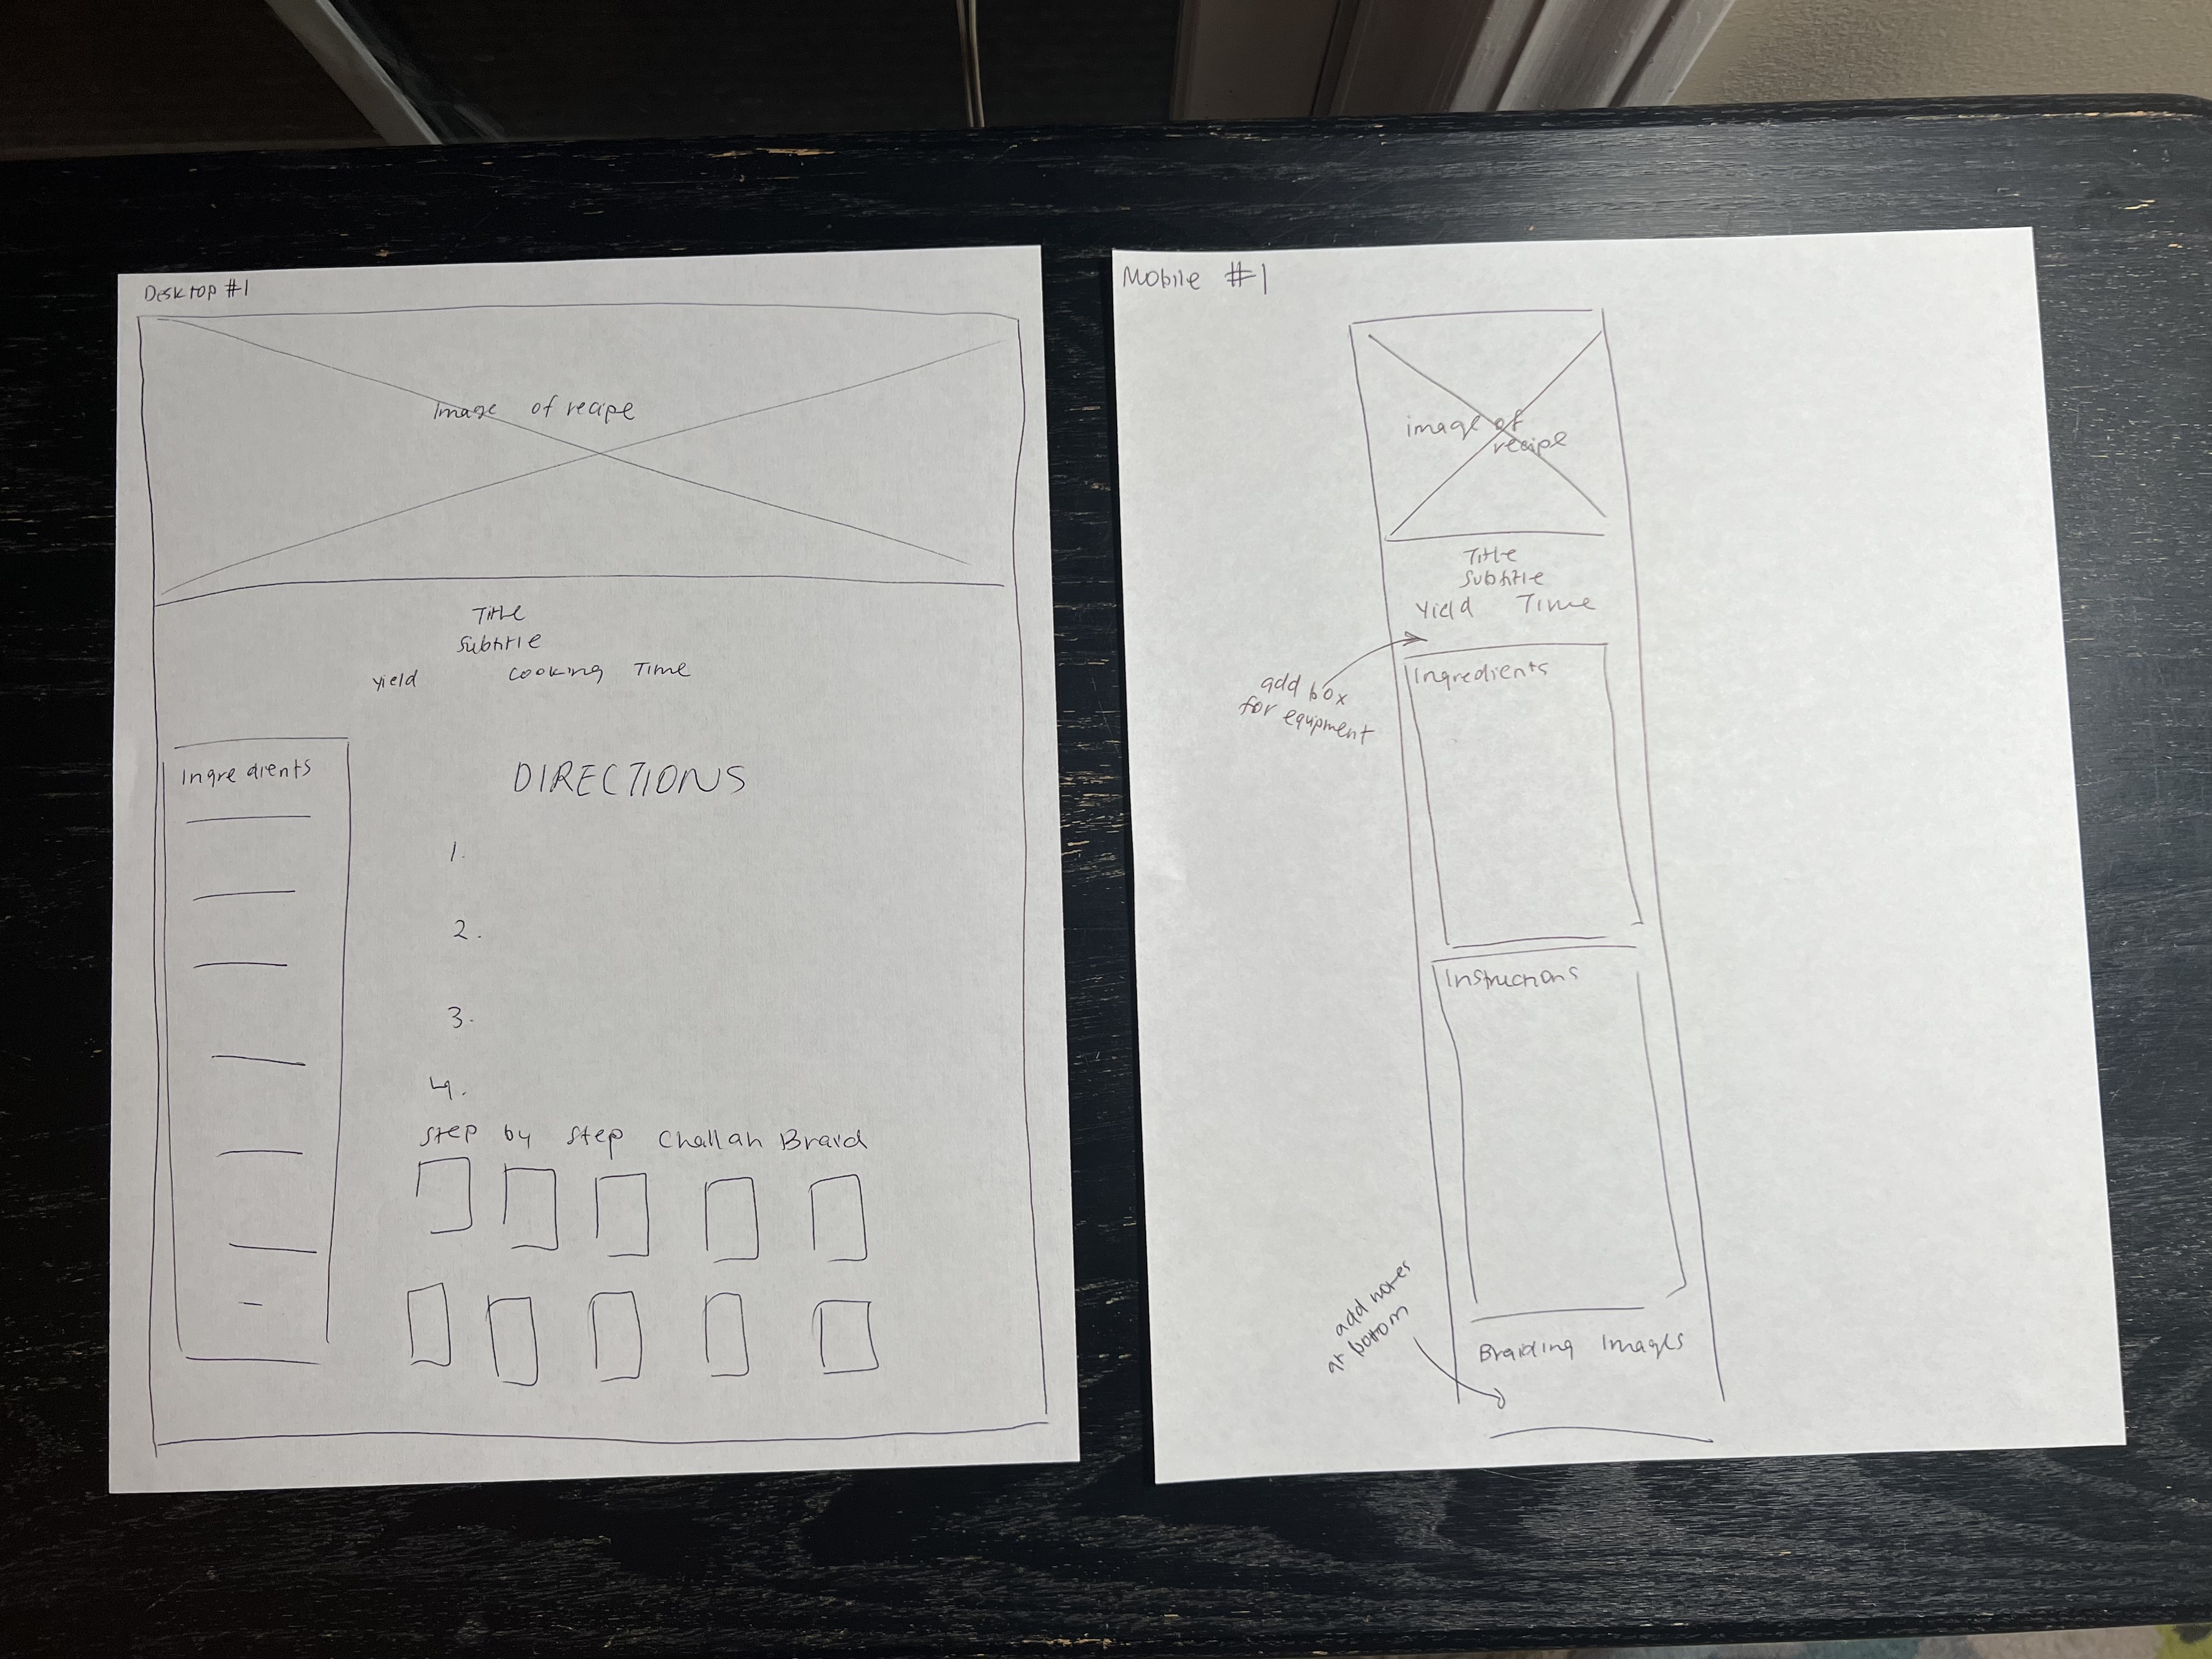 Desktop #1
Image of recipe
Title
Subtitle
Yield Cooking Time
Ingredients
DIRECTIONS
1.
2.
3.
4.
Step by Step Challah Braid
Mobile #1
image of
recipe
Title
Subtitle
Yield Time
add box
for equipment
Ingredients
Instructions
add notes
at bottom
Braiding Images